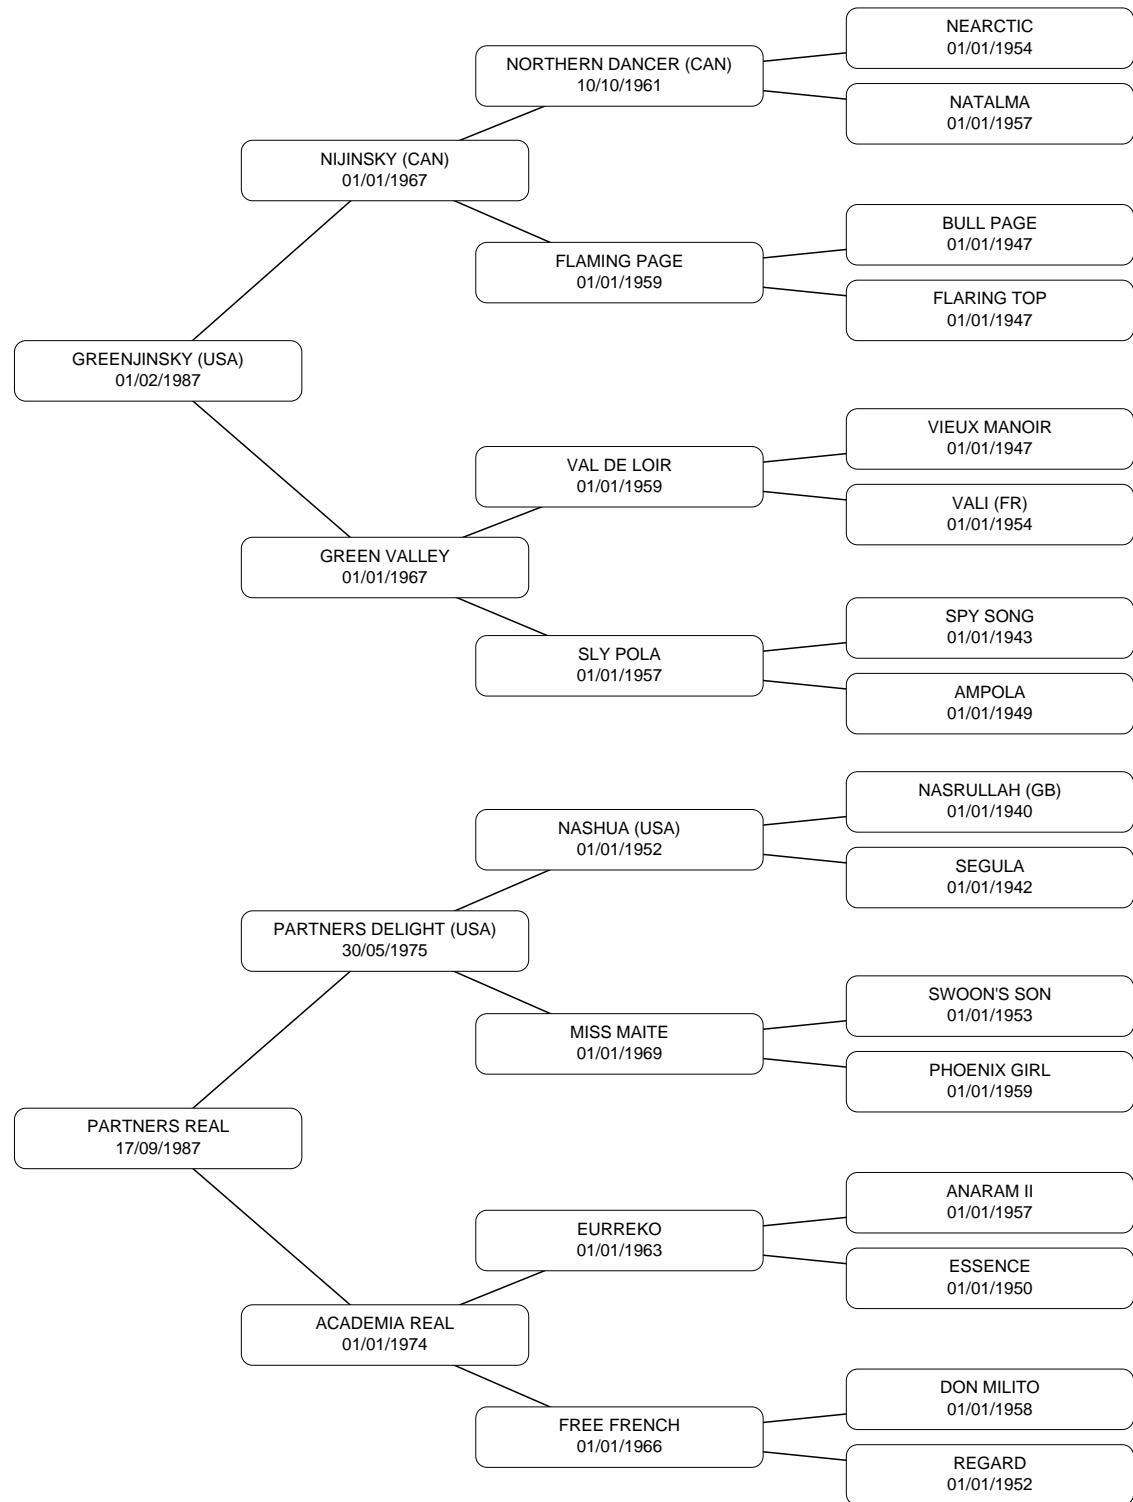 NEARCTIC
01/01/1954
NORTHERN DANCER (CAN)
10/10/1961
NATALMA
01/01/1957
NIJINSKY (CAN)
01/01/1967
BULL PAGE
01/01/1947
FLAMING PAGE
01/01/1959
FLARING TOP
01/01/1947
GREENJINSKY (USA)
01/02/1987
VIEUX MANOIR
01/01/1947
VAL DE LOIR
01/01/1959
VALI (FR)
01/01/1954
GREEN VALLEY
01/01/1967
SPY SONG
01/01/1943
SLY POLA
01/01/1957
AMPOLA
01/01/1949
NASRULLAH (GB)
01/01/1940
NASHUA (USA)
01/01/1952
SEGULA
01/01/1942
PARTNERS DELIGHT (USA)
30/05/1975
SWOON'S SON
01/01/1953
MISS MAITE
01/01/1969
PHOENIX GIRL
01/01/1959
PARTNERS REAL
17/09/1987
ANARAM II
01/01/1957
EURREKO
01/01/1963
ESSENCE
01/01/1950
ACADEMIA REAL
01/01/1974
DON MILITO
01/01/1958
FREE FRENCH
01/01/1966
REGARD
01/01/1952